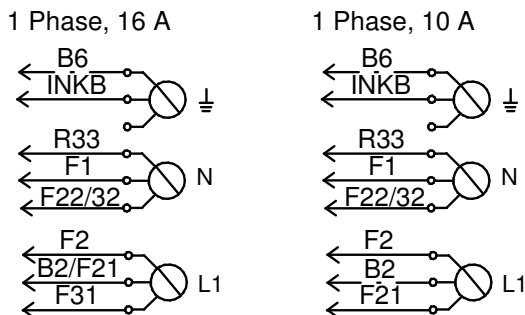 1 Phase, 16 A
B6
INKB
R33
F1
N
F22/32
F2
B2/F21
L1
F31
1 Phase, 10 A
B6
INKB
R33
F1
N
F22/32
F2
B2
L1
F21